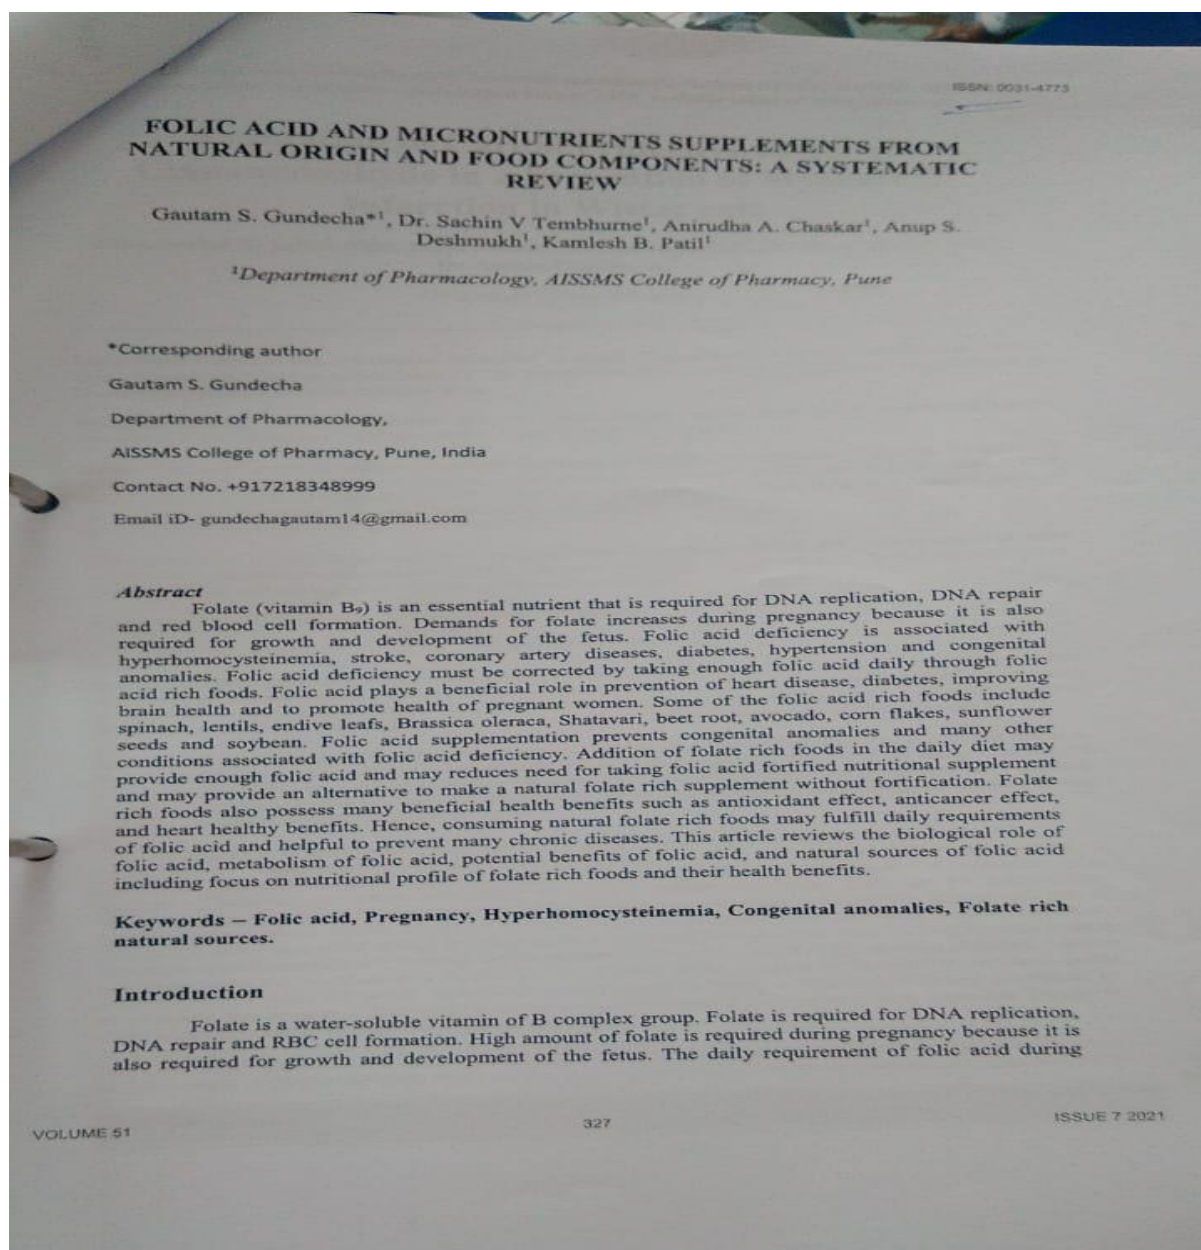 ISSN: 0031-4773
FOLIC ACID AND MICRONUTRIENTS SUPPLEMENTS FROM
NATURAL ORIGIN AND FOOD COMPONENTS: A SYSTEMATIC
REVIEW
Gautam S. Gundecha*¹, Dr. Sachin V Tembhurne¹, Anirudha A. Chaskar¹, Anup S.
Deshmukh¹, Kamlesh B. Patil¹
¹Department of Pharmacology, AISSMS College of Pharmacy, Pune
*Corresponding author
Gautam S. Gundecha
Department of Pharmacology,
AISSMS College of Pharmacy, Pune, India
Contact No. +917218348999
Email iD- gundechagautam14@gmail.com
Abstract
Folate (vitamin B₉) is an essential nutrient that is required for DNA replication, DNA repair
and red blood cell formation. Demands for folate increases during pregnancy because it is also
required for growth and development of the fetus. Folic acid deficiency is associated with
hyperhomocysteinemia, stroke, coronary artery diseases, diabetes, hypertension and congenital
anomalies. Folic acid deficiency must be corrected by taking enough folic acid daily through folic
acid rich foods. Folic acid plays a beneficial role in prevention of heart disease, diabetes, improving
brain health and to promote health of pregnant women. Some of the folic acid rich foods include
spinach, lentils, endive leafs, Brassica oleraca, Shatavari, beet root, avocado, corn flakes, sunflower
seeds and soybean. Folic acid supplementation prevents congenital anomalies and many other
conditions associated with folic acid deficiency. Addition of folate rich foods in the daily diet may
provide enough folic acid and may reduces need for taking folic acid fortified nutritional supplement
and may provide an alternative to make a natural folate rich supplement without fortification. Folate
rich foods also possess many beneficial health benefits such as antioxidant effect, anticancer effect,
and heart healthy benefits. Hence, consuming natural folate rich foods may fulfill daily requirements
of folic acid and helpful to prevent many chronic diseases. This article reviews the biological role of
folic acid, metabolism of folic acid, potential benefits of folic acid, and natural sources of folic acid
including focus on nutritional profile of folate rich foods and their health benefits.
Keywords – Folic acid, Pregnancy, Hyperhomocysteinemia, Congenital anomalies, Folate rich
natural sources.
Introduction
Folate is a water-soluble vitamin of B complex group. Folate is required for DNA replication,
DNA repair and RBC cell formation. High amount of folate is required during pregnancy because it is
also required for growth and development of the fetus. The daily requirement of folic acid during
VOLUME 51
327
ISSUE 7 2021